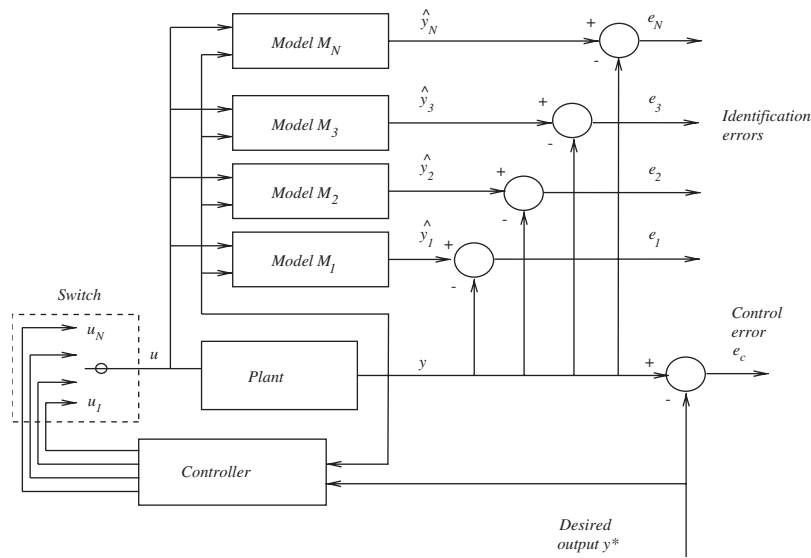 Model M_N
ŷ_N
+
-
e_N
Model M_3
ŷ_3
+
-
e_3
Identification
errors
Model M_2
ŷ_2
+
-
e_2
Model M_1
ŷ_1
+
-
e_1
Switch
u_N
u_1
u
Plant
y
+
-
Control
error
e_c
Controller
Desired
output y*